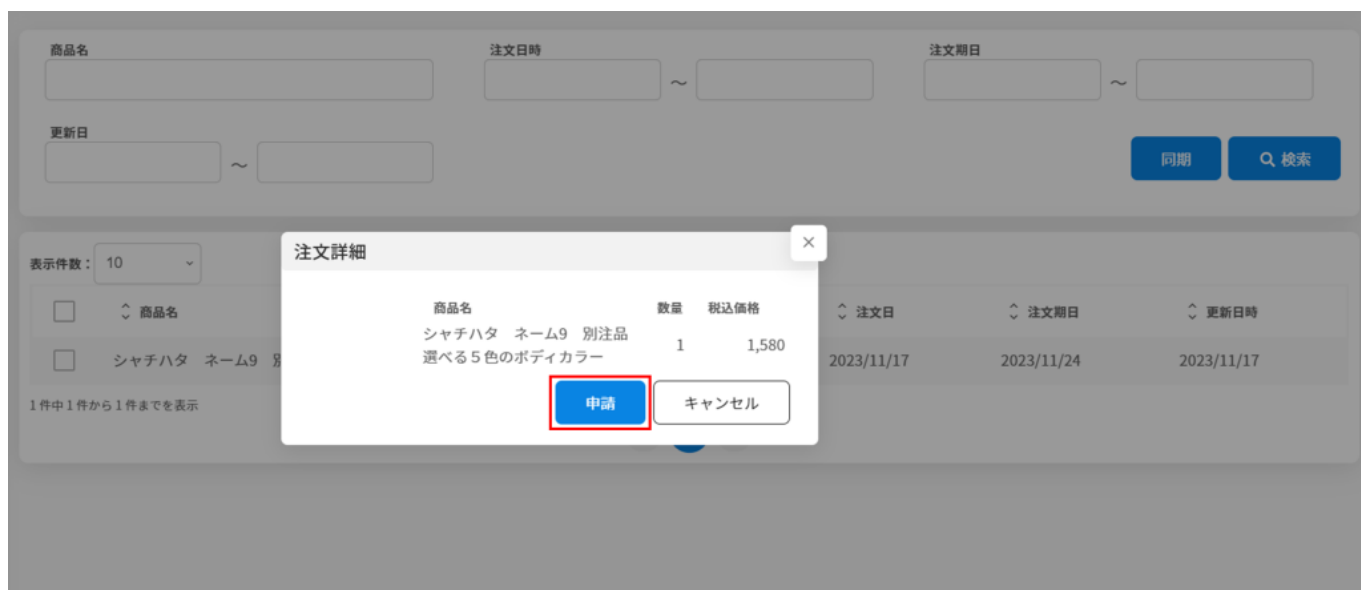 商品名
注文日時
注文期日
～
～
更新日
～
同期
検索
注文詳細
×
表示件数： 10
商品名 数量 税込価格
シャチハタ ネーム9 別注品
選べる５色のボディカラー
1 1,580
申請
キャンセル
商品名
注文日
注文期日
更新日時
シャチハタ ネーム9
2023/11/17
2023/11/24
2023/11/17
1件中1件から1件までを表示